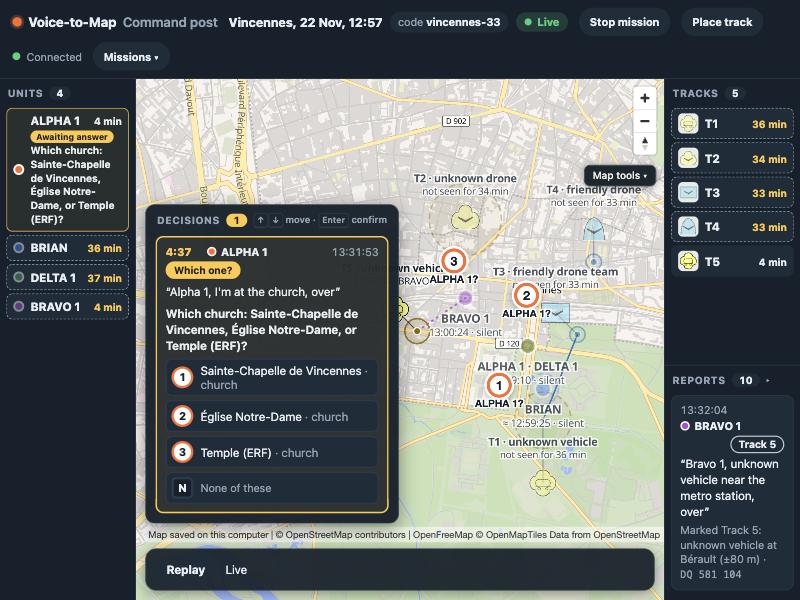 Voice-to-Map Command post Vincennes, 22 Nov, 12:57 code vincennes-33 Live Stop mission Place track
Connected Missions ▾
UNITS 4
ALPHA 1 4 min
Awaiting answer
Which church:
Sainte-Chapelle
de Vincennes,
Église Notre-
Dame, or Temple
(ERF)?
BRIAN 36 min
DELTA 1 37 min
BRAVO 1 4 min
D 902
Map tools ▾
T2 · unknown drone
not seen for 34 min
T4 · friendly drone
not seen for 33 min
T3 · friendly drone team
not seen for 33 min
3
ALPHA 1?
2
ALPHA 1?
BRAVO 1
13:00:24 · silent
D 120
ALPHA 1 · DELTA 1
1
ALPHA 1?
BRIAN
≈ 12:59:25 · silent
T1 · unknown vehicle
not seen for 36 min
DECISIONS 1 ↑ ↓ move · Enter confirm
4:37 ALPHA 1 13:31:53
Which one?
“Alpha 1, I'm at the church, over”
Which church: Sainte-Chapelle de
Vincennes, Église Notre-Dame, or
Temple (ERF)?
1 Sainte-Chapelle de Vincennes ·
church
2 Église Notre-Dame · church
3 Temple (ERF) · church
N None of these
Map saved on this computer | © OpenStreetMap contributors | OpenFreeMap © OpenMapTiles Data from OpenStreetMap
Replay Live
TRACKS 5
T1 36 min
T2 34 min
T3 33 min
T4 33 min
T5 4 min
REPORTS 10
13:32:04
BRAVO 1
Track 5
“Bravo 1, unknown
vehicle near the
metro station,
over”
Marked Track 5:
unknown vehicle at
Bérault (±80 m) ·
DQ 581 104